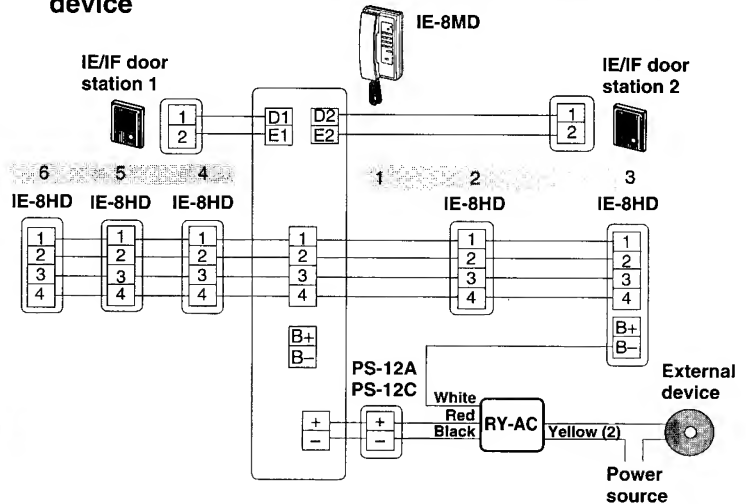 device
IE-8MD
IE/IF door
station 1
IE/IF door
station 2
1
2
D1
E1
D2
E2
1
2
6 5 4 1 2 3
IE-8HD IE-8HD IE-8HD IE-8HD IE-8HD
1 1 1 1 1 1
2 2 2 2 2 2
3 3 3 3 3 3
4 4 4 4 4 4
B+
B–
B+
B–
PS-12A
PS-12C
External
device
White
Red
Black
+
–
+
–
RY-AC
Yellow (2)
Power
source